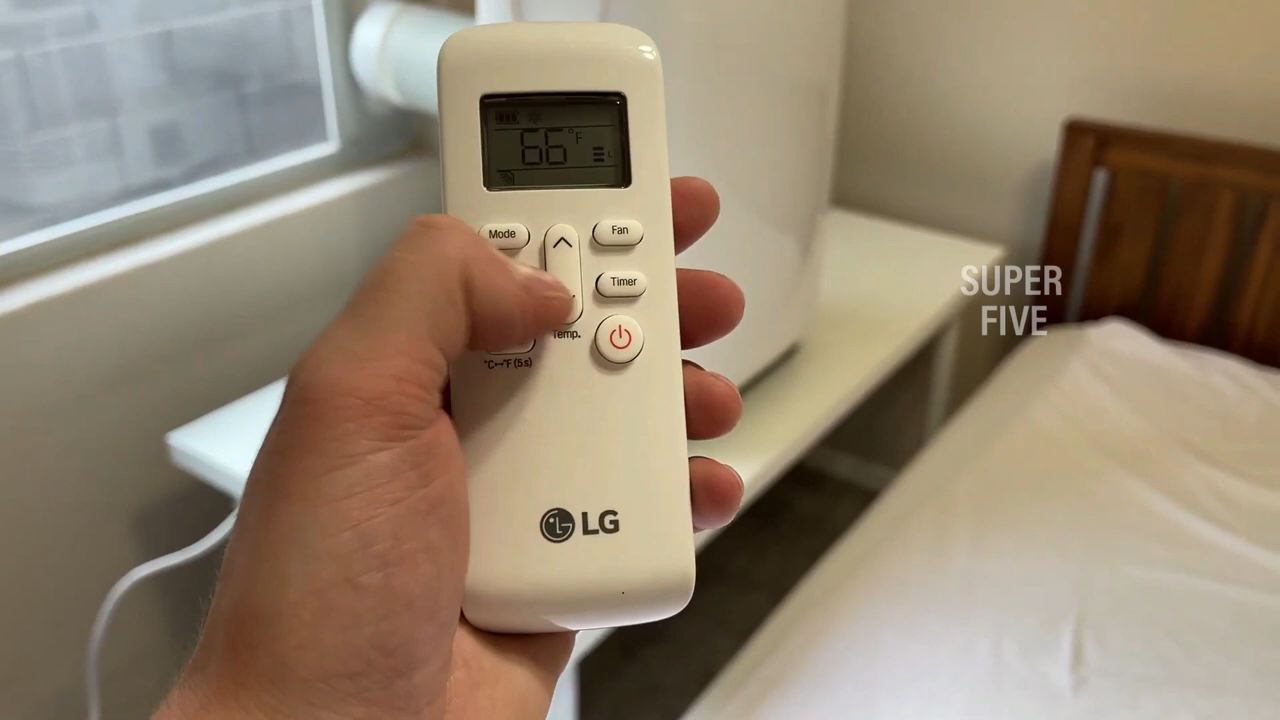 66°F
L
Mode
Fan
Timer
Temp.
°C↔°F(5s)
LG
SUPER
FIVE